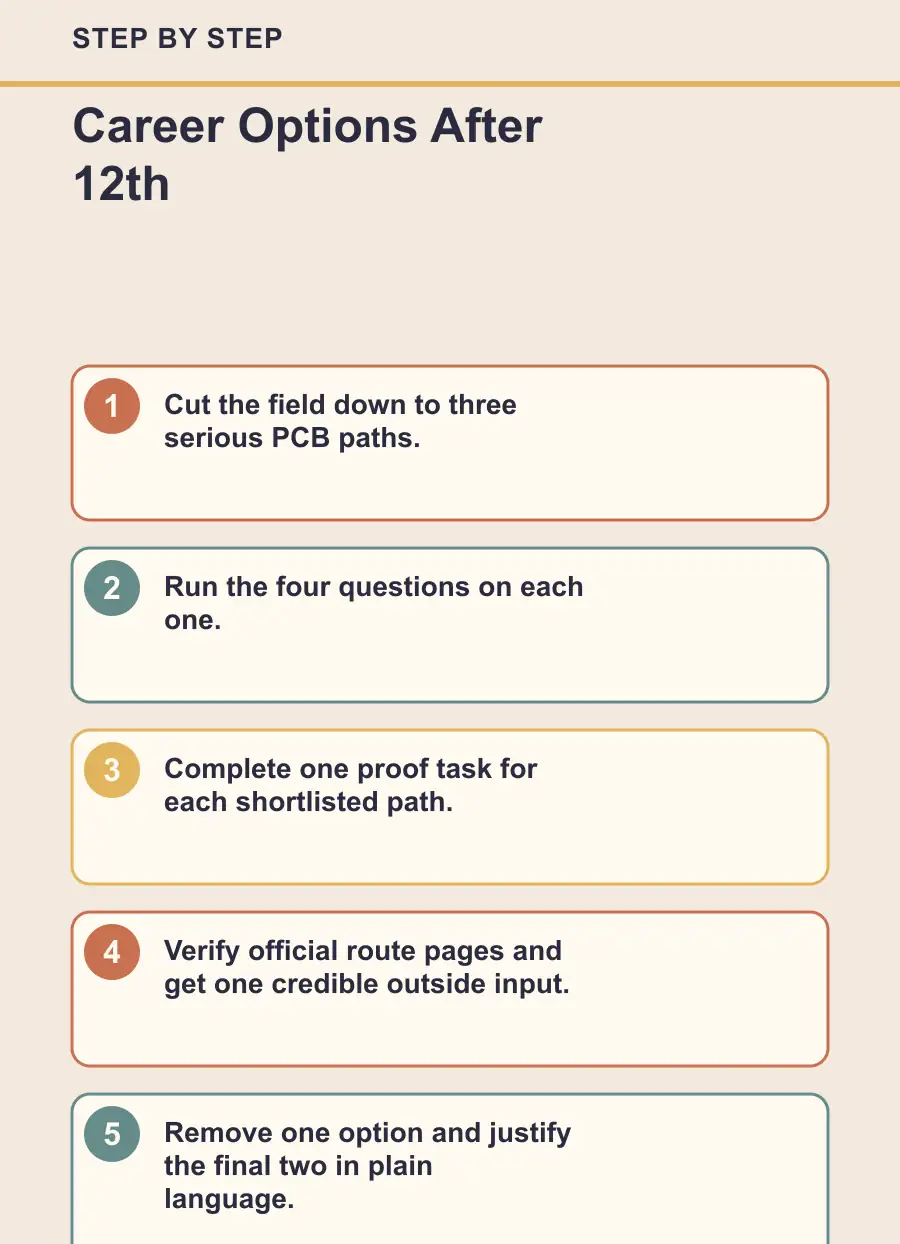 STEP BY STEP
Career Options After
12th
1
Cut the field down to three
serious PCB paths.
2
Run the four questions on each
one.
3
Complete one proof task for
each shortlisted path.
4
Verify official route pages and
get one credible outside input.
5
Remove one option and justify
the final two in plain
language.